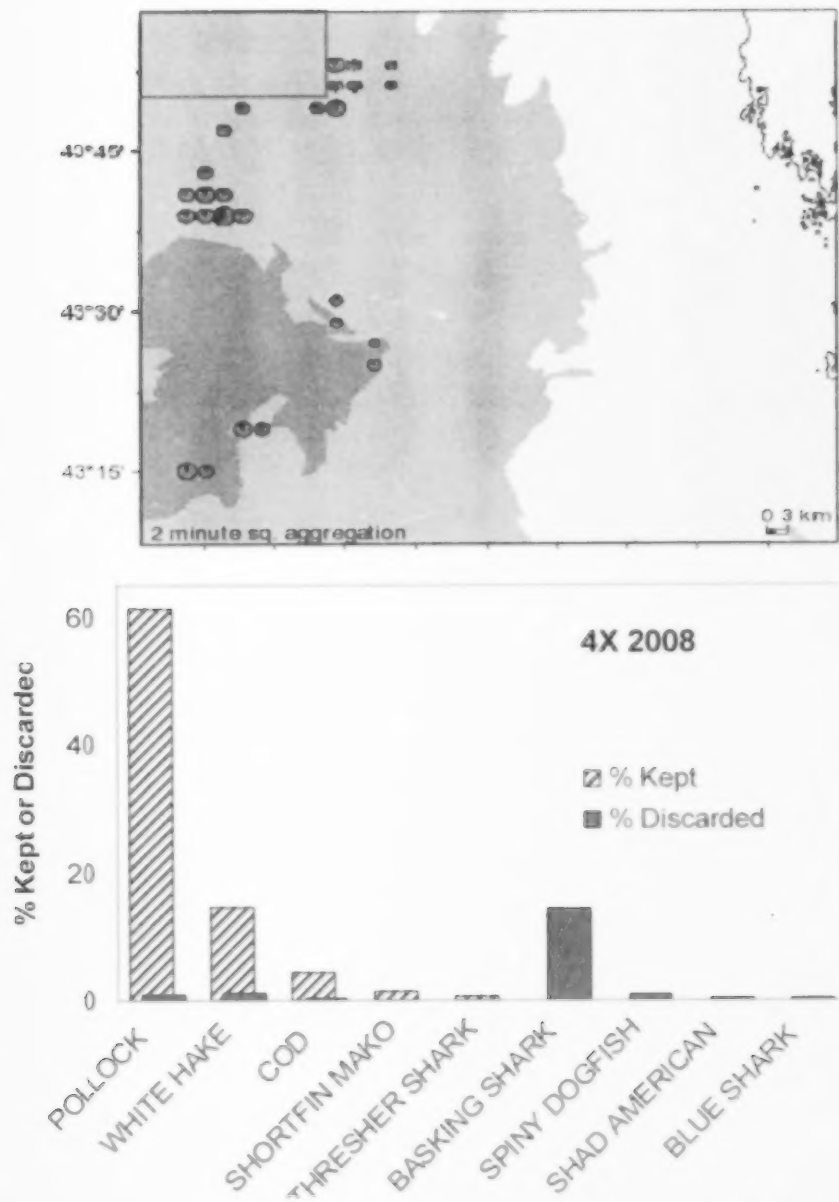 43°45'
43°30'
43°15'
2 minute sq. aggregation
0 3 km
4X 2008
60
40
20
0
% Kept or Discarded
% Kept
% Discarded
POLLOCK
WHITE HAKE
COD
SHORTFIN MAKO
THRESHER SHARK
BASKING SHARK
SPINY DOGFISH
SHAD AMERICAN
BLUE SHARK